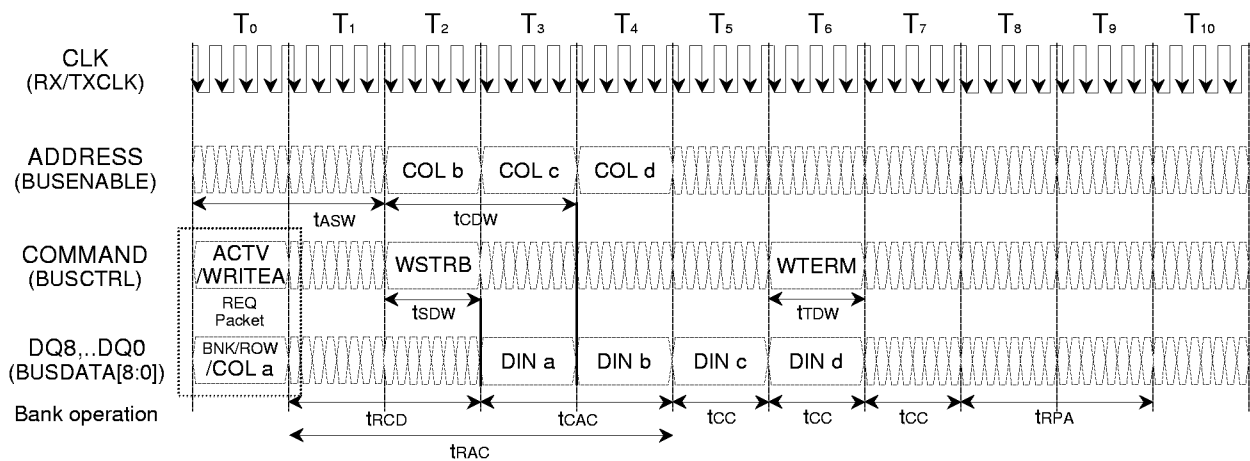 T0 T1 T2 T3 T4 T5 T6 T7 T8 T9 T10
CLK
(RX/TXCLK)
ADDRESS
(BUSENABLE)
COL b COL c COL d
tASW tCDW
COMMAND
(BUSCTRL)
ACTV
/WRITEA
WSTRB WTERM
REQ
Packet
tSDW tTDW
DQ8,..DQ0
(BUSDATA[8:0])
BNK/ROW
/COL a
DIN a DIN b DIN c DIN d
Bank operation
tRCD tCAC tCC tCC tCC tRPA
tRAC